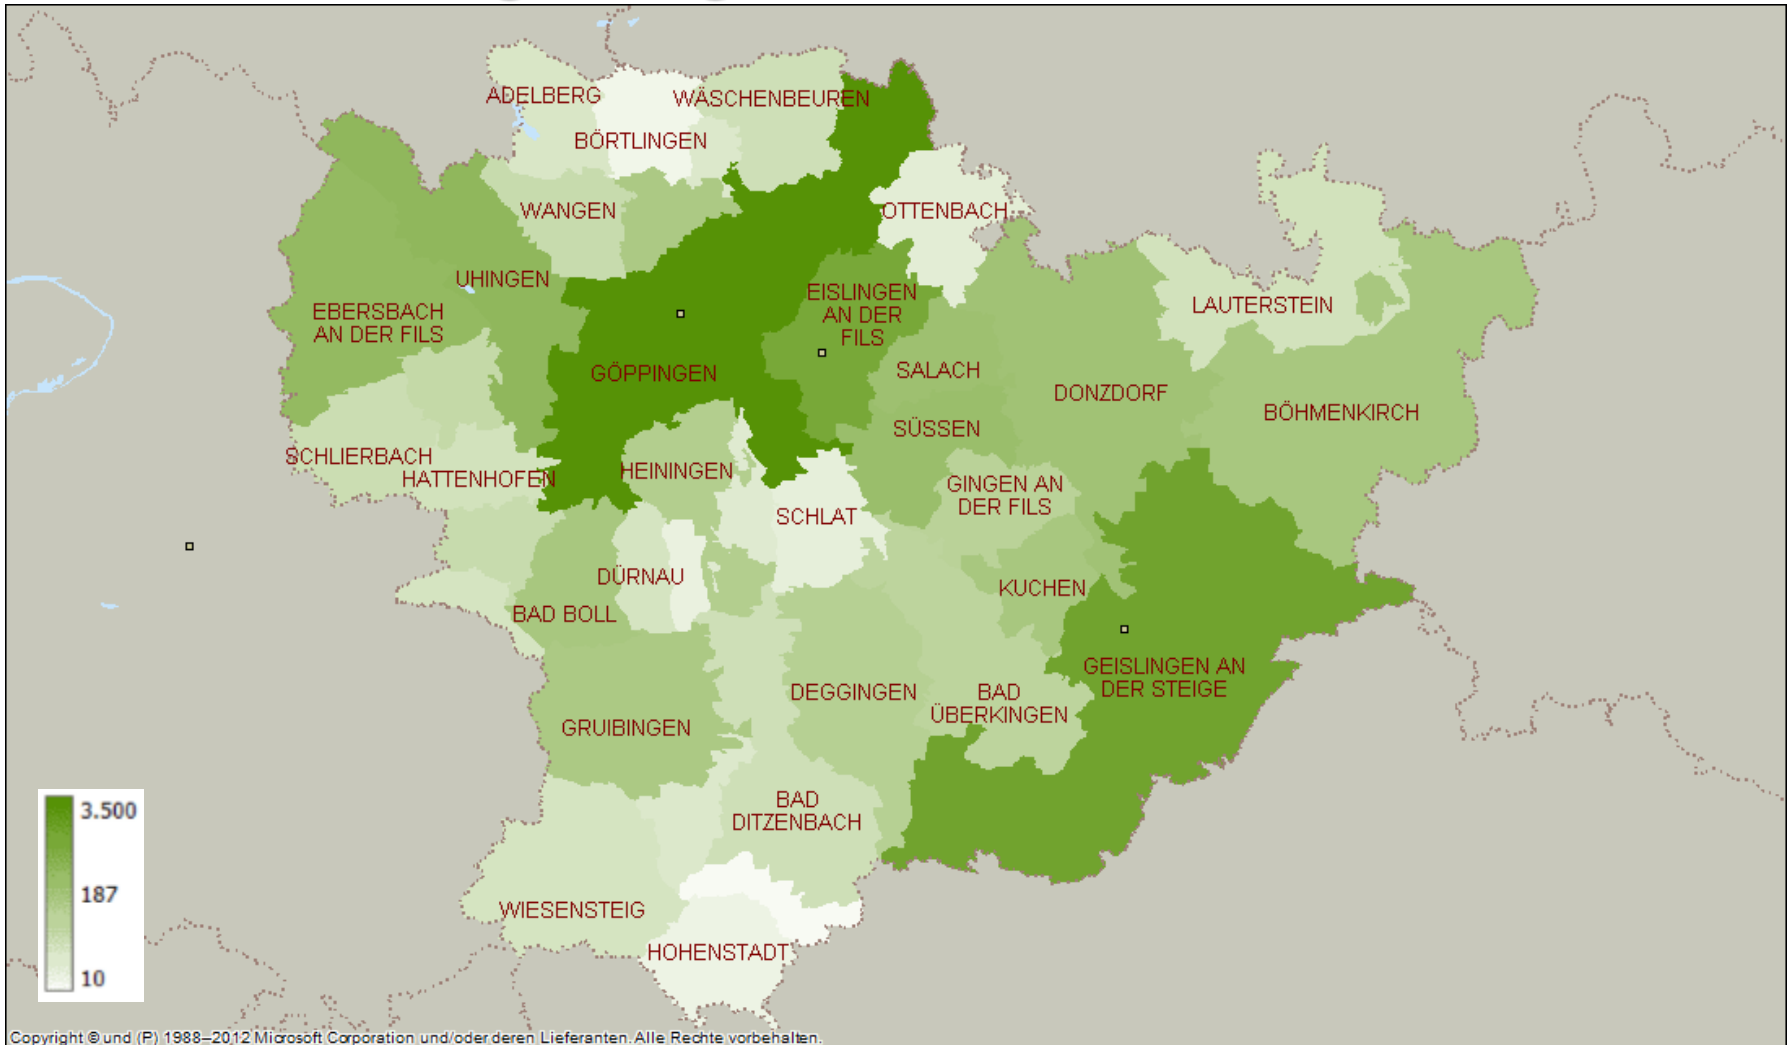 ADELBERG
WÄSCHENBEUREN
BÖRTLINGEN
WANGEN
OTTENBACH
UHINGEN
EISLINGEN
AN DER
FILS
EBERSBACH
AN DER FILS
LAUTERSTEIN
GÖPPINGEN
SALACH
DONZDORF
BÖHMENKIRCH
SÜSSEN
SCHLIERBACH
HATTENHOFEN
HEININGEN
GINGEN AN
DER FILS
SCHLAT
DÜRNAU
KUCHEN
BAD BOLL
GEISLINGEN AN
DER STEIGE
DEGGINGEN
BAD
ÜBERKINGEN
GRUIBINGEN
BAD
DITZENBACH
WIESENSTEIG
HOHENSTADT
3.500
187
10
Copyright © und (P) 1988–2012 Microsoft Corporation und/oder deren Lieferanten. Alle Rechte vorbehalten.